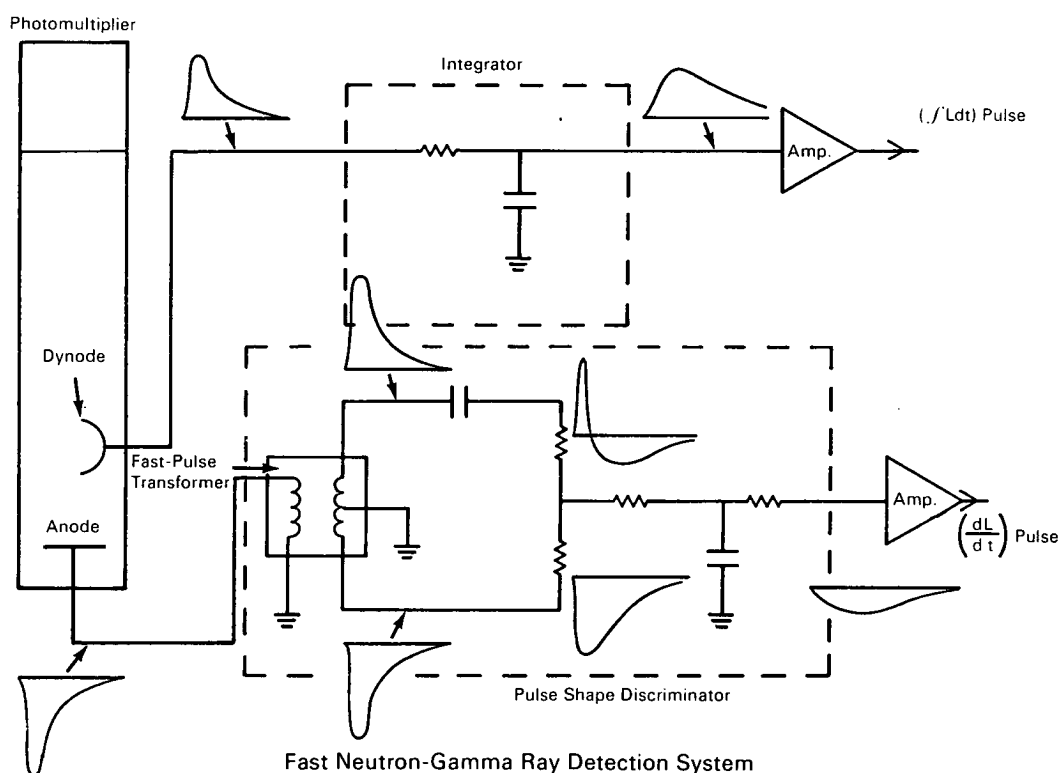 Photomultiplier
Integrator
(∫Ldt) Pulse
Amp.
Dynode
Fast-Pulse
Transformer
Anode
Amp.
(dL/dt) Pulse
Pulse Shape Discriminator
Fast Neutron-Gamma Ray Detection System